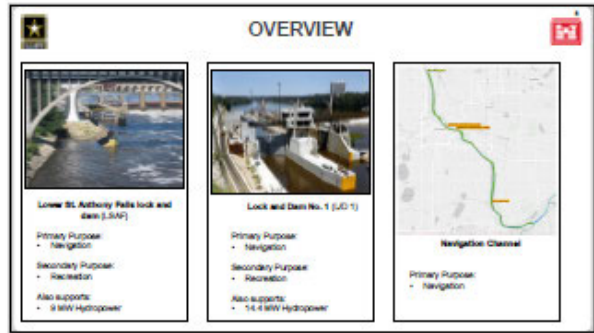 OVERVIEW
Lower St. Anthony Falls lock and
dam (LSAF)
Primary Purpose:
• Navigation
Secondary Purpose:
• Recreation
Also supports:
• 9 MW Hydropower
Lock and Dam No. 1 (L/D 1)
Primary Purpose:
• Navigation
Secondary Purpose:
• Recreation
Also supports:
• 14.4 MW Hydropower
Navigation Channel
Primary Purpose:
• Navigation